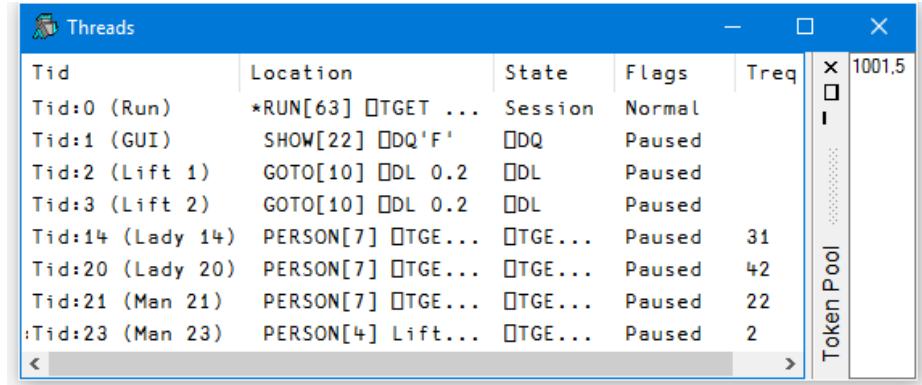 Threads
Tid Location State Flags Treq
Tid:0 (Run) *RUN[63] ⎕TGET ... Session Normal
Tid:1 (GUI) SHOW[22] ⎕DQ'F' ⎕DQ Paused
Tid:2 (Lift 1) GOTO[10] ⎕DL 0.2 ⎕DL Paused
Tid:3 (Lift 2) GOTO[10] ⎕DL 0.2 ⎕DL Paused
Tid:14 (Lady 14) PERSON[7] ⎕TGE... ⎕TGE... Paused 31
Tid:20 (Lady 20) PERSON[7] ⎕TGE... ⎕TGE... Paused 42
Tid:21 (Man 21) PERSON[7] ⎕TGE... ⎕TGE... Paused 22
:Tid:23 (Man 23) PERSON[4] Lift... ⎕TGE... Paused 2
Token Pool
1001,5